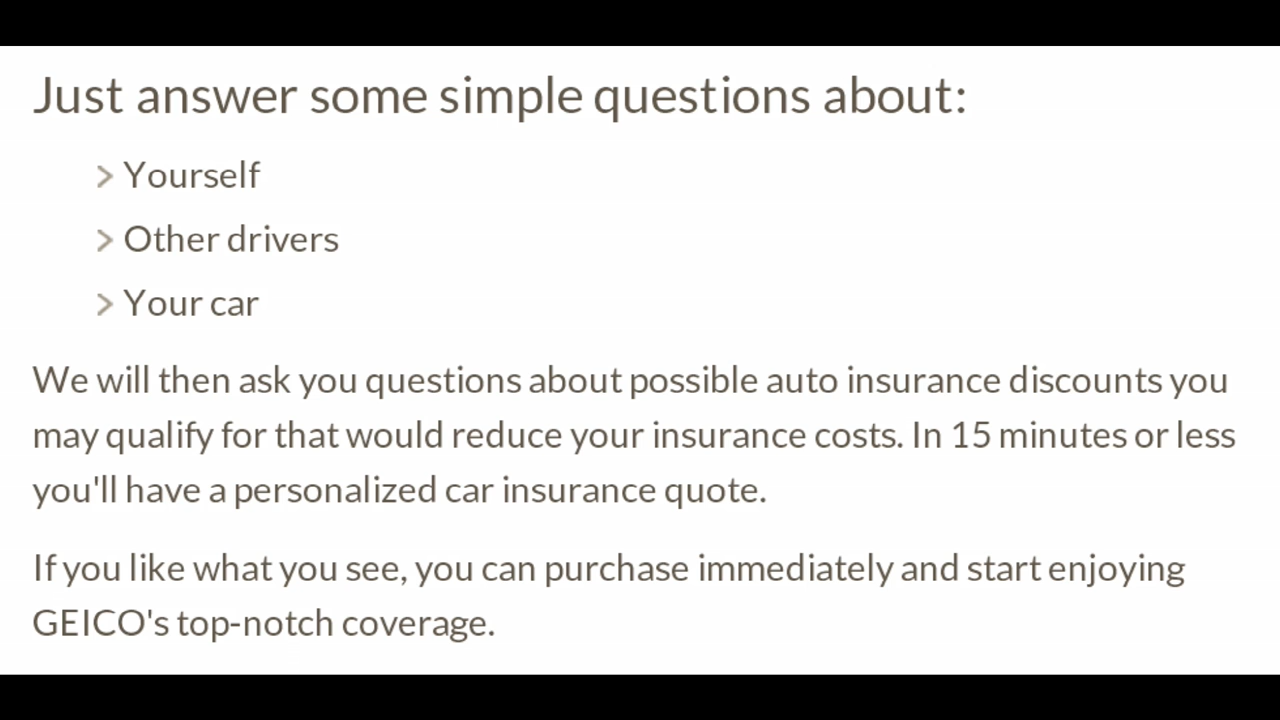 Just answer some simple questions about:
> Yourself
> Other drivers
> Your car
We will then ask you questions about possible auto insurance discounts you
may qualify for that would reduce your insurance costs. In 15 minutes or less
you'll have a personalized car insurance quote.
If you like what you see, you can purchase immediately and start enjoying
GEICO's top-notch coverage.